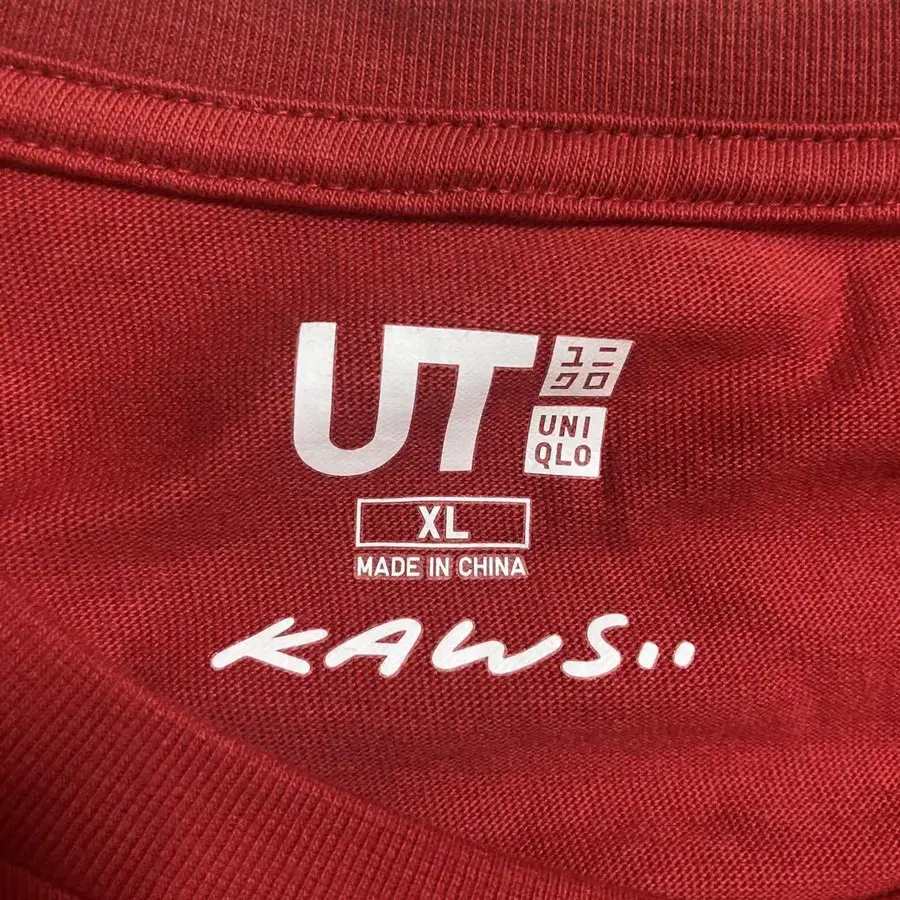 UT
ユニ
クロ
UNI
QLO
XL
MADE IN CHINA
KAWS..